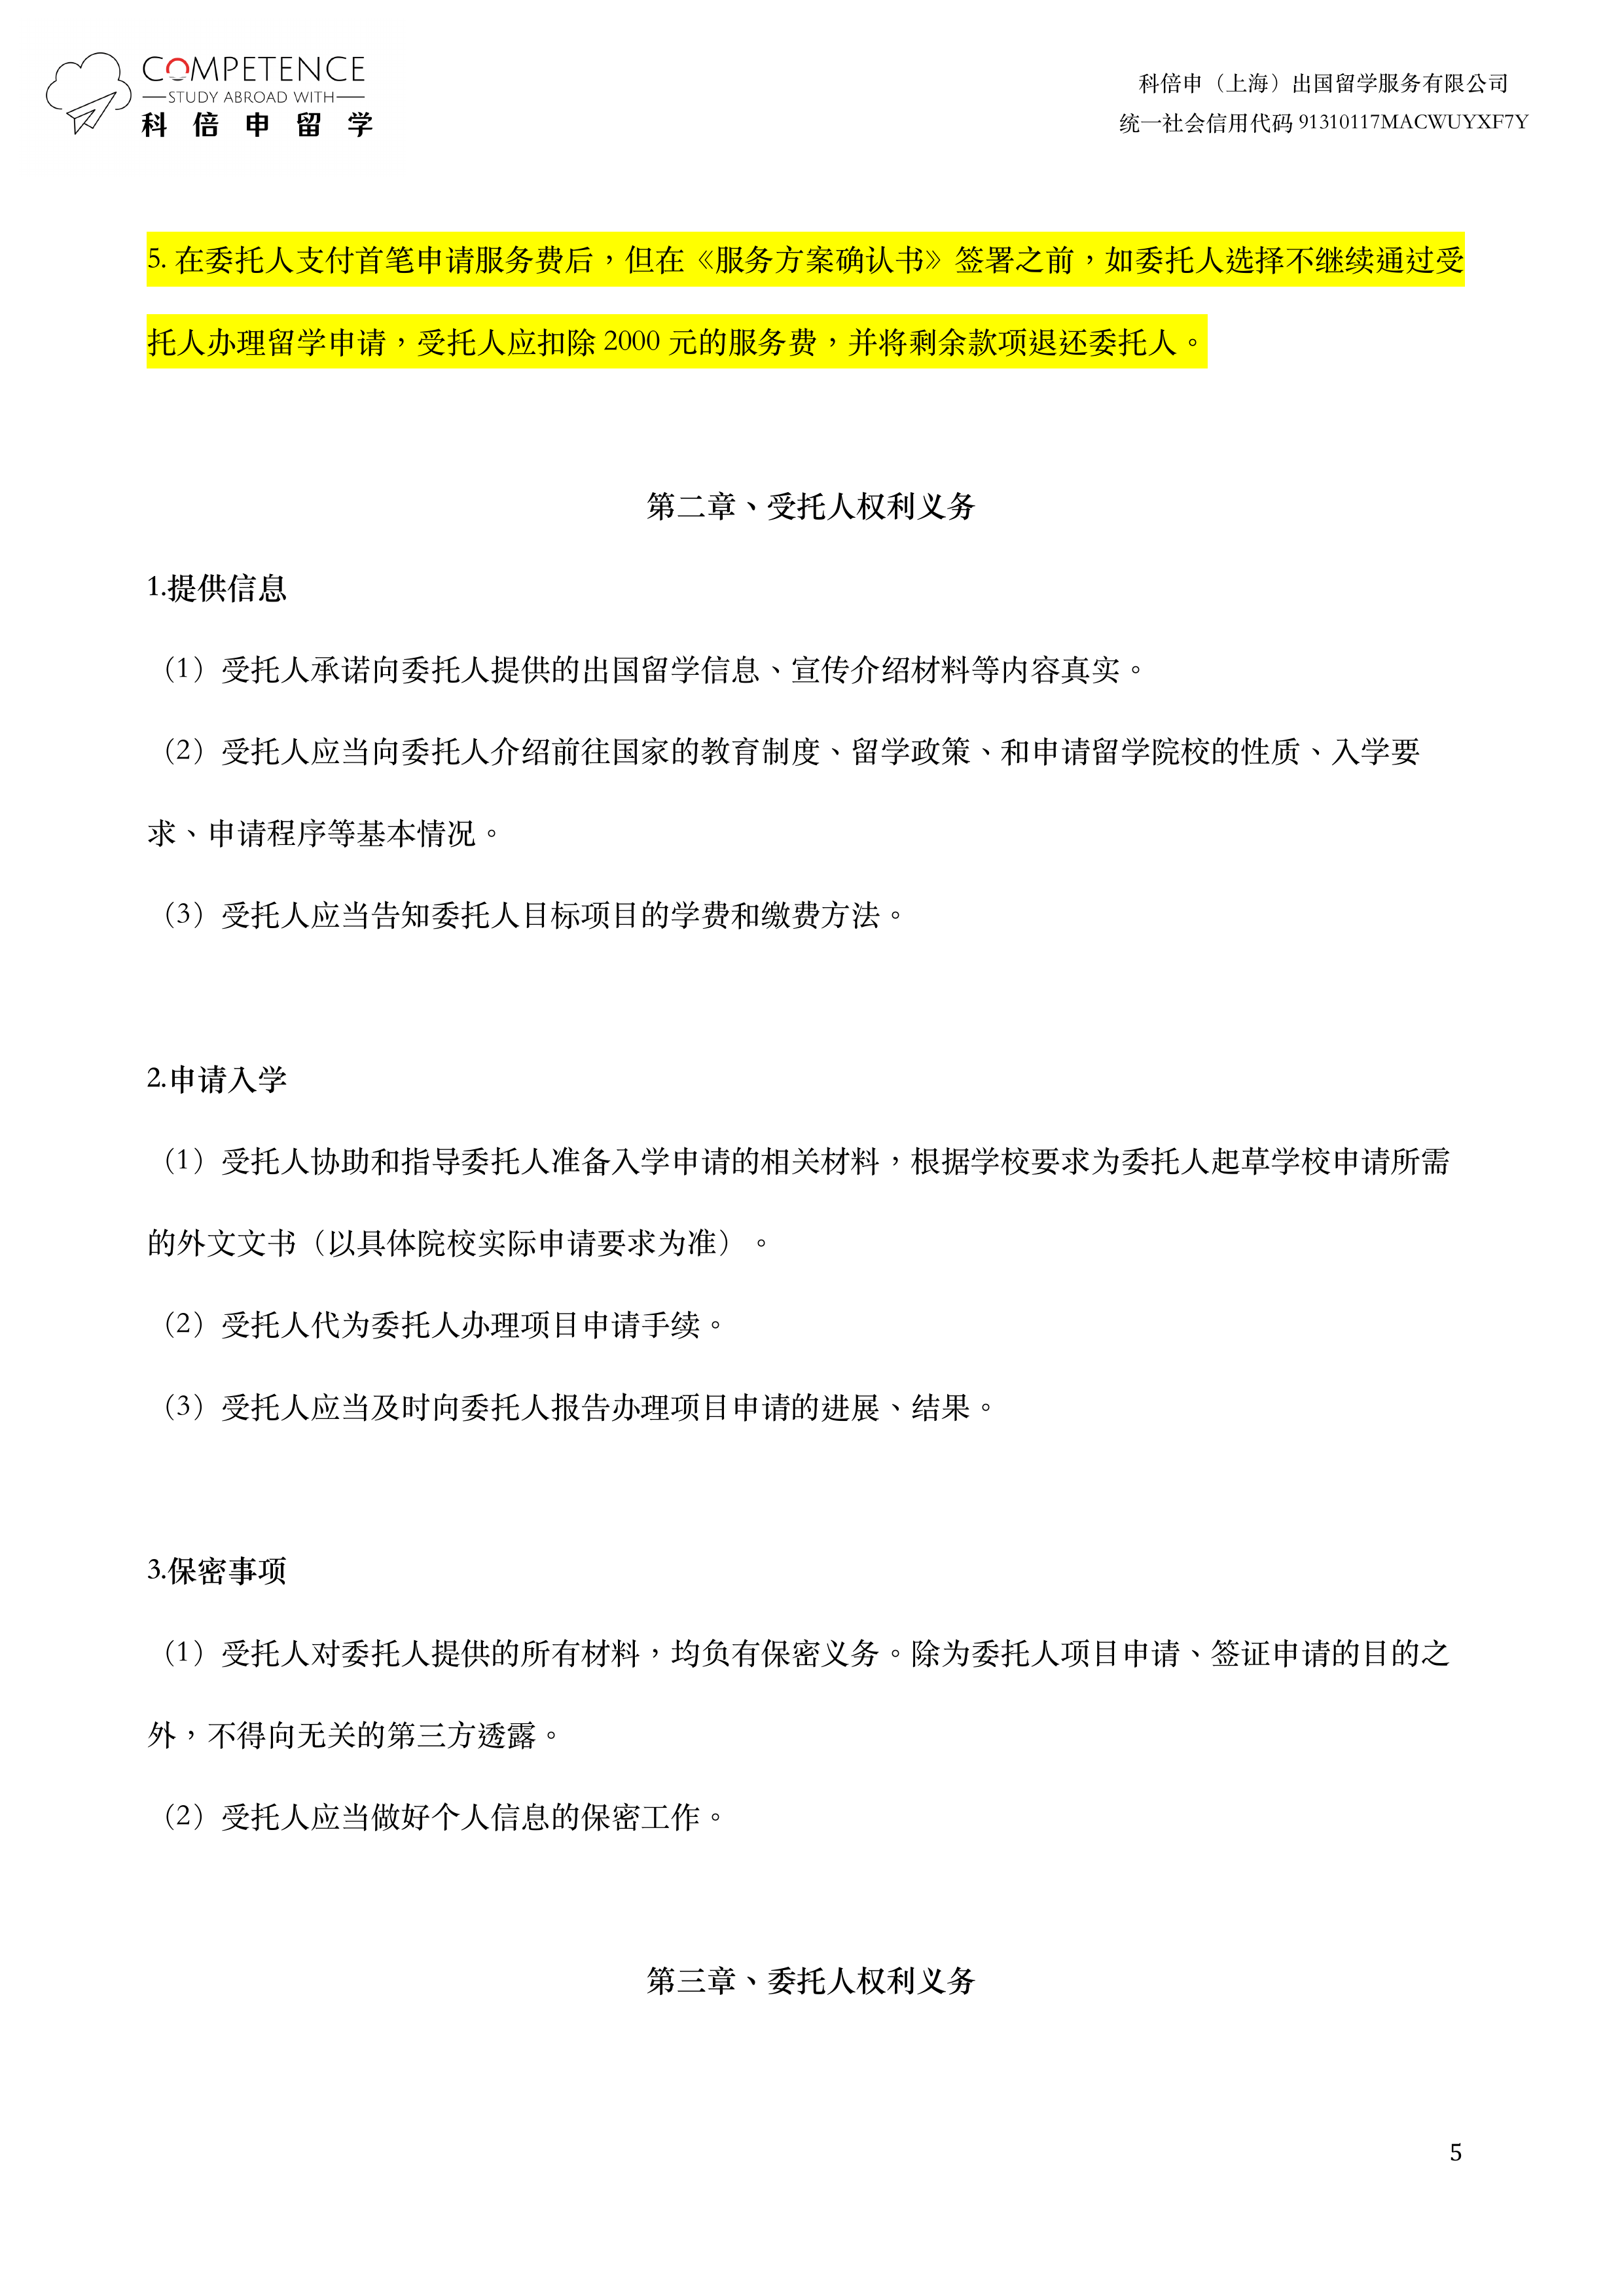 COMPETENCE
STUDY ABROAD WITH
科倍申留学
科倍申（上海）出国留学服务有限公司
统一社会信用代码 91310117MACWUYXF7Y
5. 在委托人支付首笔申请服务费后，但在《服务方案确认书》签署之前，如委托人选择不继续通过受
托人办理留学申请，受托人应扣除 2000 元的服务费，并将剩余款项退还委托人。
第二章、受托人权利义务
1.提供信息
（1）受托人承诺向委托人提供的出国留学信息、宣传介绍材料等内容真实。
（2）受托人应当向委托人介绍前往国家的教育制度、留学政策、和申请留学院校的性质、入学要
求、申请程序等基本情况。
（3）受托人应当告知委托人目标项目的学费和缴费方法。
2.申请入学
（1）受托人协助和指导委托人准备入学申请的相关材料，根据学校要求为委托人起草学校申请所需
的外文文书（以具体院校实际申请要求为准）。
（2）受托人代为委托人办理项目申请手续。
（3）受托人应当及时向委托人报告办理项目申请的进展、结果。
3.保密事项
（1）受托人对委托人提供的所有材料，均负有保密义务。除为委托人项目申请、签证申请的目的之
外，不得向无关的第三方透露。
（2）受托人应当做好个人信息的保密工作。
第三章、委托人权利义务
5